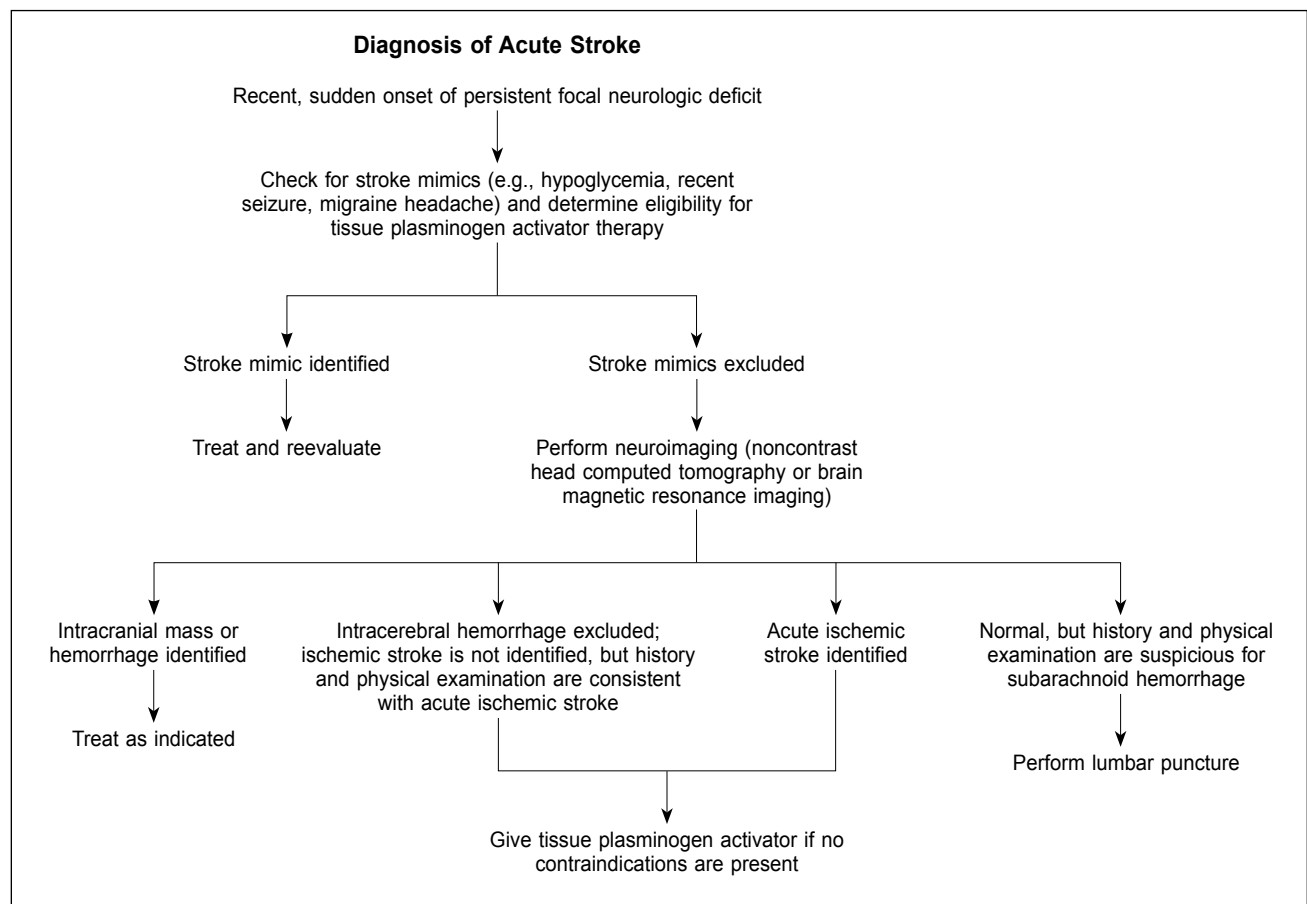 Diagnosis of Acute Stroke
Recent, sudden onset of persistent focal neurologic deficit
Check for stroke mimics (e.g., hypoglycemia, recent
seizure, migraine headache) and determine eligibility for
tissue plasminogen activator therapy
Stroke mimic identified
Stroke mimics excluded
Treat and reevaluate
Perform neuroimaging (noncontrast
head computed tomography or brain
magnetic resonance imaging)
Intracranial mass or
hemorrhage identified
Intracerebral hemorrhage excluded;
ischemic stroke is not identified, but history
and physical examination are consistent
with acute ischemic stroke
Acute ischemic
stroke identified
Normal, but history and physical
examination are suspicious for
subarachnoid hemorrhage
Treat as indicated
Perform lumbar puncture
Give tissue plasminogen activator if no
contraindications are present